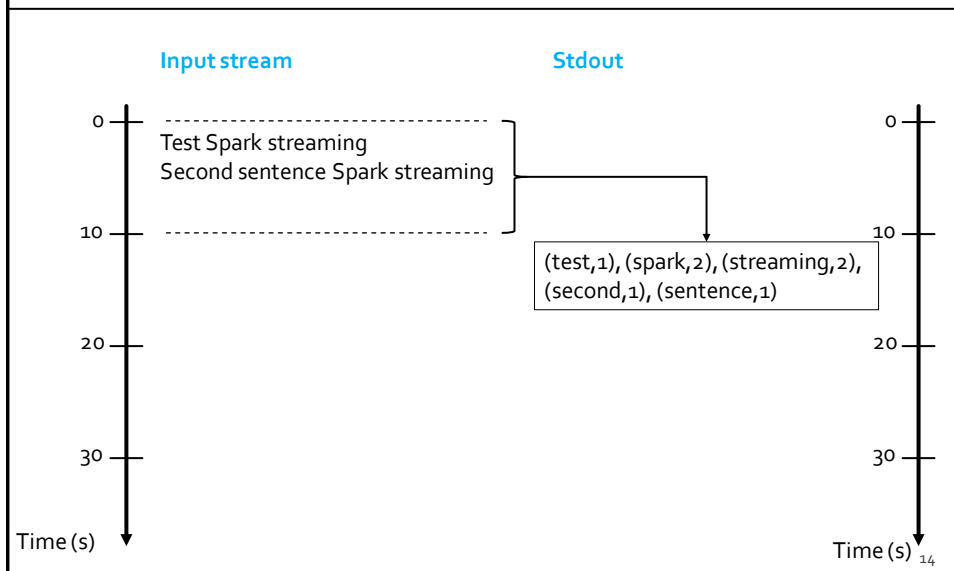 Input stream
Stdout
0
Test Spark streaming
Second sentence Spark streaming
10
(test,1), (spark,2), (streaming,2),
(second,1), (sentence,1)
20
30
Time (s)
0
10
20
30
Time (s)
14